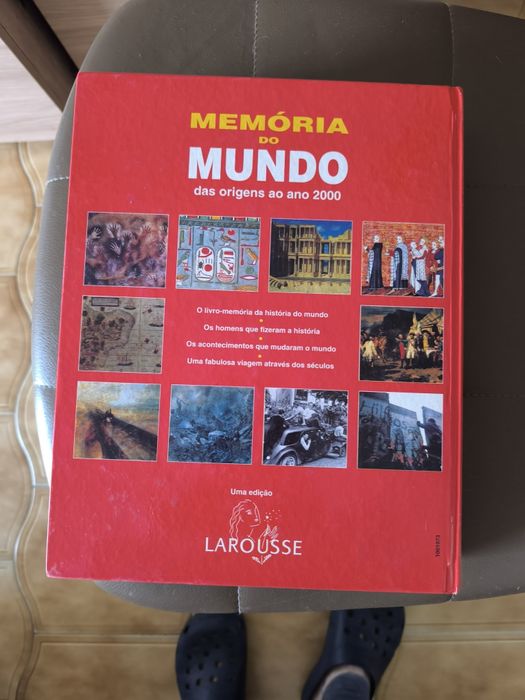 MEMÓRIA
DO
MUNDO
das origens ao ano 2000
O livro-memória da história do mundo
Os homens que fizeram a história
Os acontecimentos que mudaram o mundo
Uma fabulosa viagem através dos séculos
Uma edição
LAROUSSE
1001973